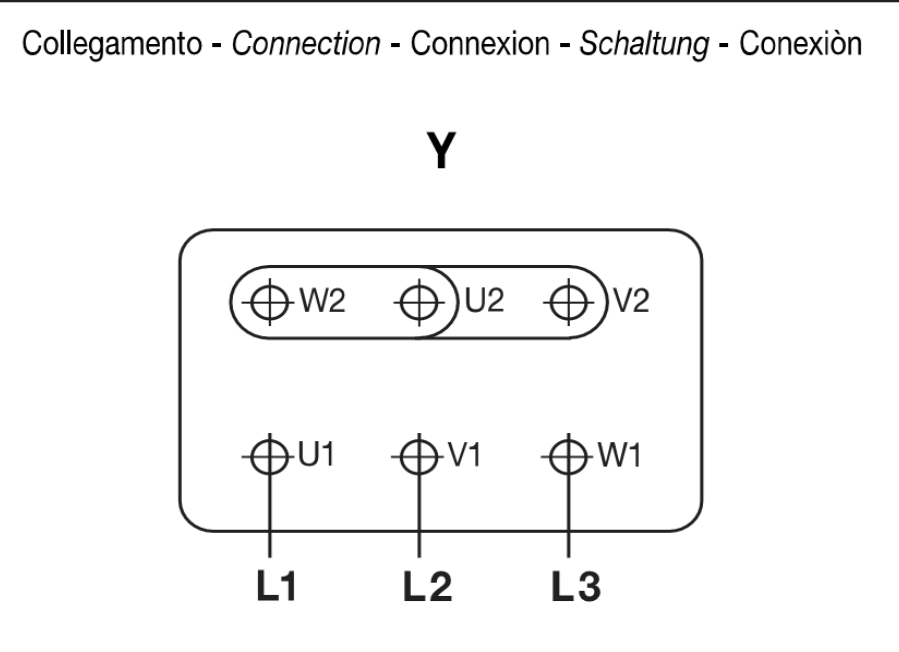 Collegamento - Connection - Connexion - Schaltung - Conexiòn
Y
W2 U2 V2
U1 V1 W1
L1 L2 L3